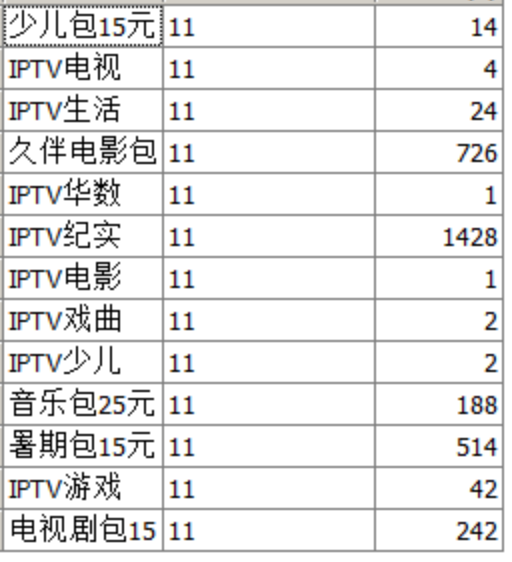 少儿包15元 11 14
IPTV电视 11 4
IPTV生活 11 24
久伴电影包 11 726
IPTV华数 11 1
IPTV纪实 11 1428
IPTV电影 11 1
IPTV戏曲 11 2
IPTV少儿 11 2
音乐包25元 11 188
暑期包15元 11 514
IPTV游戏 11 42
电视剧包15 11 242